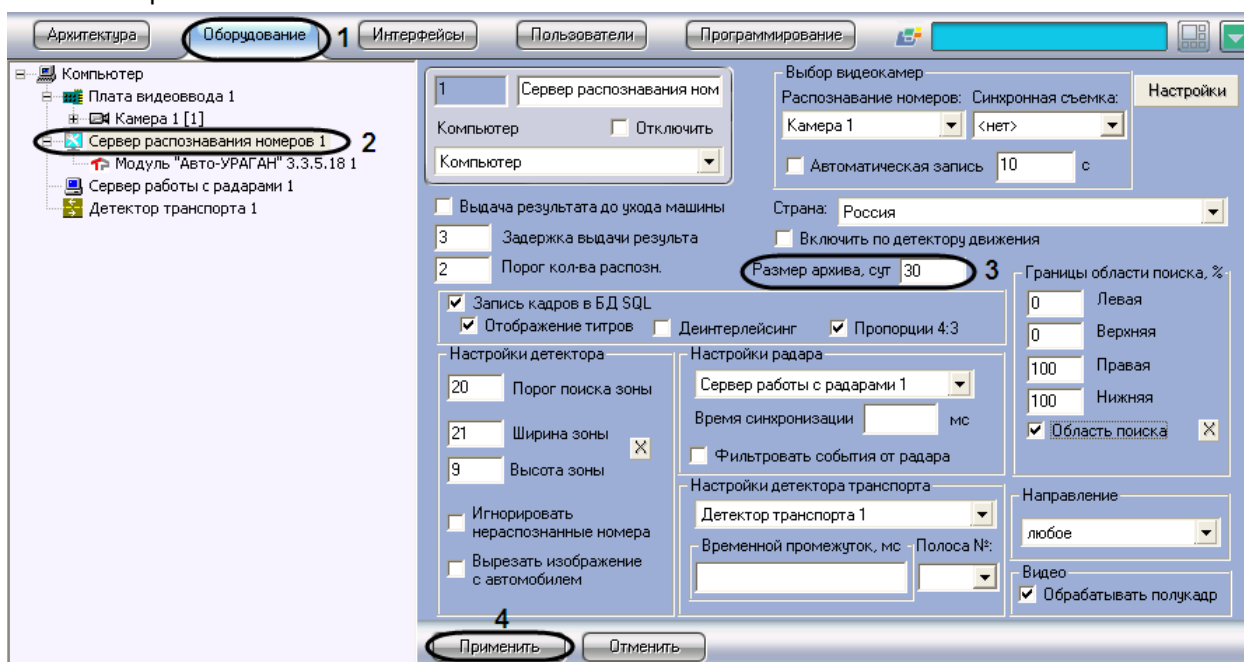 Архитектура
Оборудование
1
Интерфейсы
Пользователи
Программирование
Компьютер
Плата видеоввода 1
Камера 1 [1]
Сервер распознавания номеров 1
2
Модуль "Авто-УРАГАН" 3.3.5.18 1
Сервер работы с радарами 1
Детектор транспорта 1
1
Сервер распознавания ном
Компьютер
Отключить
Компьютер
Выбор видеокамер
Распознавание номеров:
Синхронная съемка:
Камера 1
<нет>
Автоматическая запись
10
с
Настройки
Выдача результата до ухода машины
3
Задержка выдачи результа
2
Порог кол-ва распозн.
Страна:
Россия
Включить по детектору движения
Размер архива, сут
30
3
Запись кадров в БД SQL
Отображение титров
Деинтерлейсинг
Пропорции 4:3
Границы области поиска, %
0
Левая
0
Верхняя
100
Правая
100
Нижняя
Область поиска
X
Настройки детектора
20
Порог поиска зоны
21
Ширина зоны
X
9
Высота зоны
Игнорировать
нераспознанные номера
Вырезать изображение
с автомобилем
Настройки радара
Сервер работы с радарами 1
Время синхронизации
мс
Фильтровать события от радара
Настройки детектора транспорта
Детектор транспорта 1
Временной промежуток, мс
Полоса №:
Направление
любое
Видео
Обрабатывать полукадр
4
Применить
Отменить